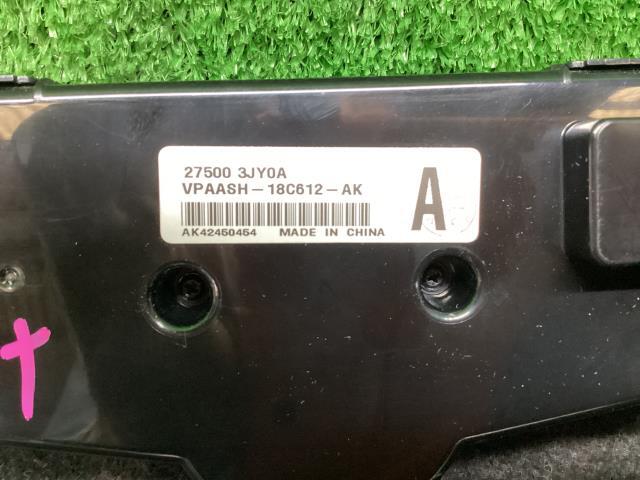 27500 3JY0A
VPAASH-18C612-AK
A
AK42450454 MADE IN CHINA